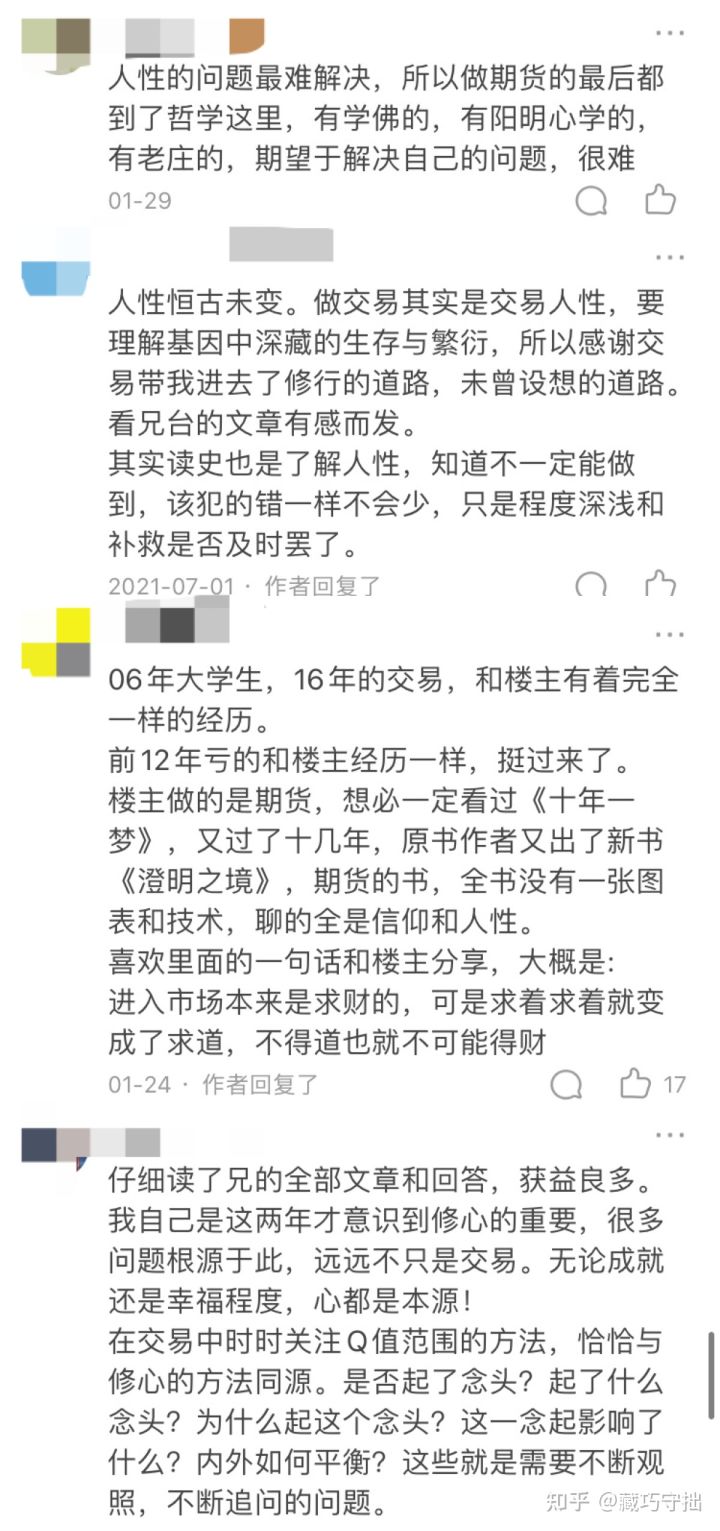 人性的问题最难解决，所以做期货的最后都
到了哲学这里，有学佛的，有阳明心学的，
有老庄的，期望于解决自己的问题，很难
01-29
人性恒古未变。做交易其实是交易人性，要
理解基因中深藏的生存与繁衍，所以感谢交
易带我进去了修行的道路，未曾设想的道路。
看兄台的文章有感而发。
其实读史也是了解人性，知道不一定能做
到，该犯的错一样不会少，只是程度深浅和
补救是否及时罢了。
2021-07-01 · 作者回复了
06年大学生，16年的交易，和楼主有着完全
一样的经历。
前12年亏的和楼主经历一样，挺过来了。
楼主做的是期货，想必一定看过《十年一
梦》，又过了十几年，原书作者又出了新书
《澄明之境》，期货的书，全书没有一张图
表和技术，聊的全是信仰和人性。
喜欢里面的一句话和楼主分享，大概是:
进入市场本来是求财的，可是求着求着就变
成了求道，不得道也就不可能得财
01-24 · 作者回复了 17
仔细读了兄的全部文章和回答，获益良多。
我自己是这两年才意识到修心的重要，很多
问题根源于此，远远不只是交易。无论成就
还是幸福程度，心都是本源！
在交易中时时关注Q值范围的方法，恰恰与
修心的方法同源。是否起了念头？起了什么
念头？为什么起这个念头？这一念起影响了
什么？内外如何平衡？这些就是需要不断观
照，不断追问的问题。
知乎 @藏巧守拙